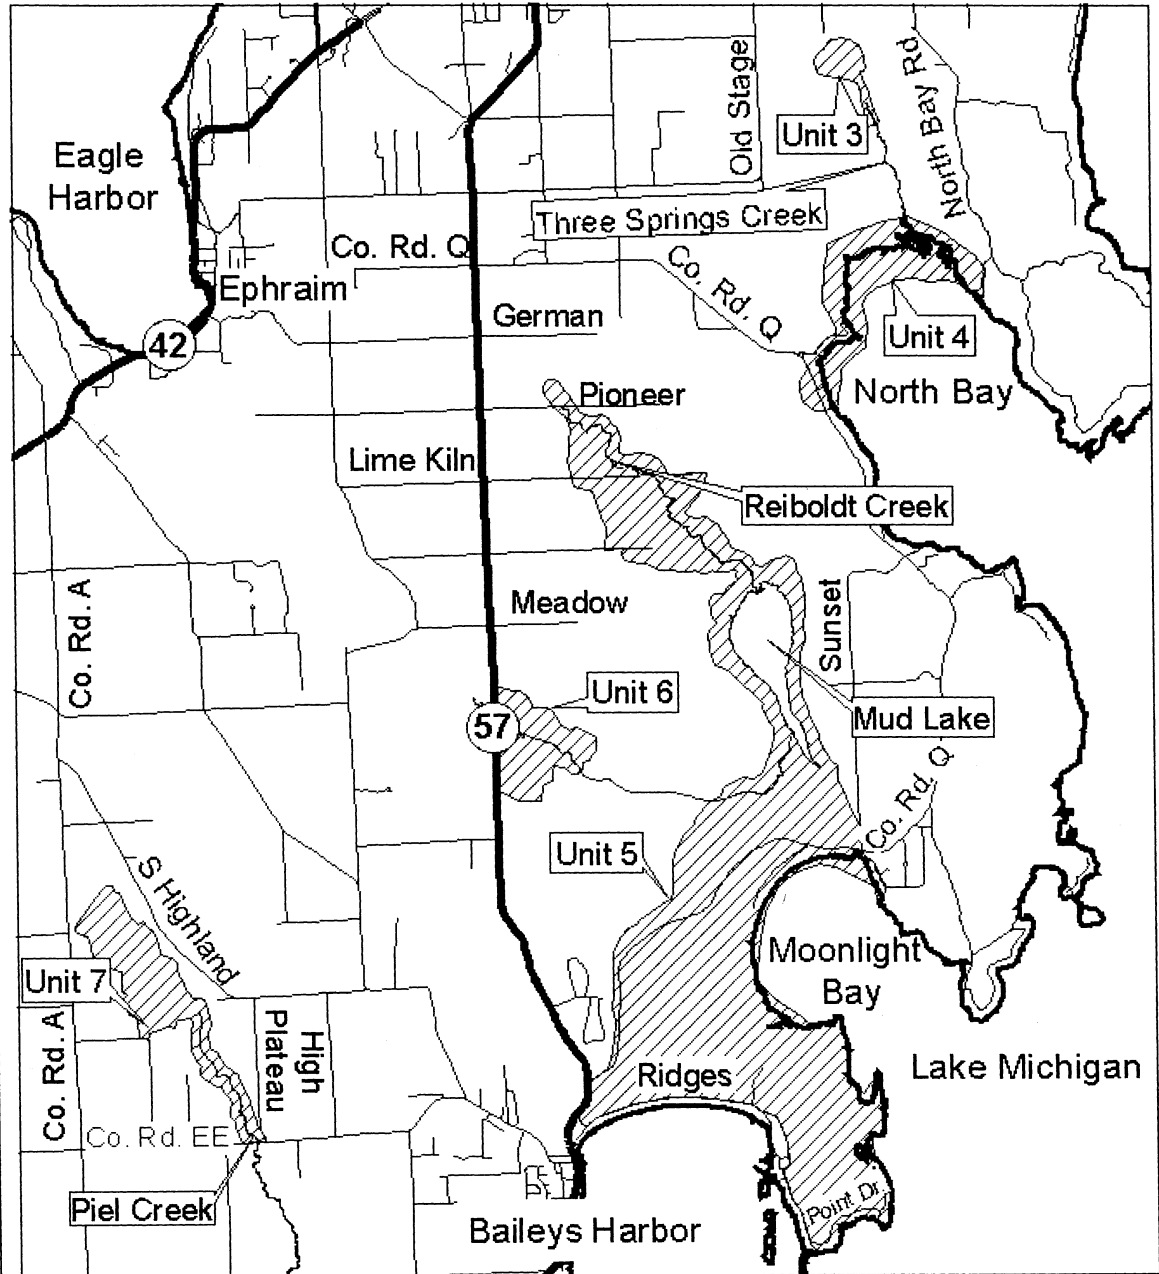 Old Stage
North Bay Rd
Unit 3
Eagle
Harbor
Three Springs Creek
Co. Rd. Q
Co. Rd. Q
Ephraim
German
Unit 4
42
Pioneer
North Bay
Lime Kiln
Reiboldt Creek
Co. Rd. A
Meadow
Sunset
Unit 6
57
Mud Lake
Co. Rd. Q
Unit 5
S Highland
Moonlight
Bay
Unit 7
Co. Rd. A
High
Plateau
Ridges
Lake Michigan
Co. Rd. EE
Piel Creek
Point Dr.
Baileys Harbor